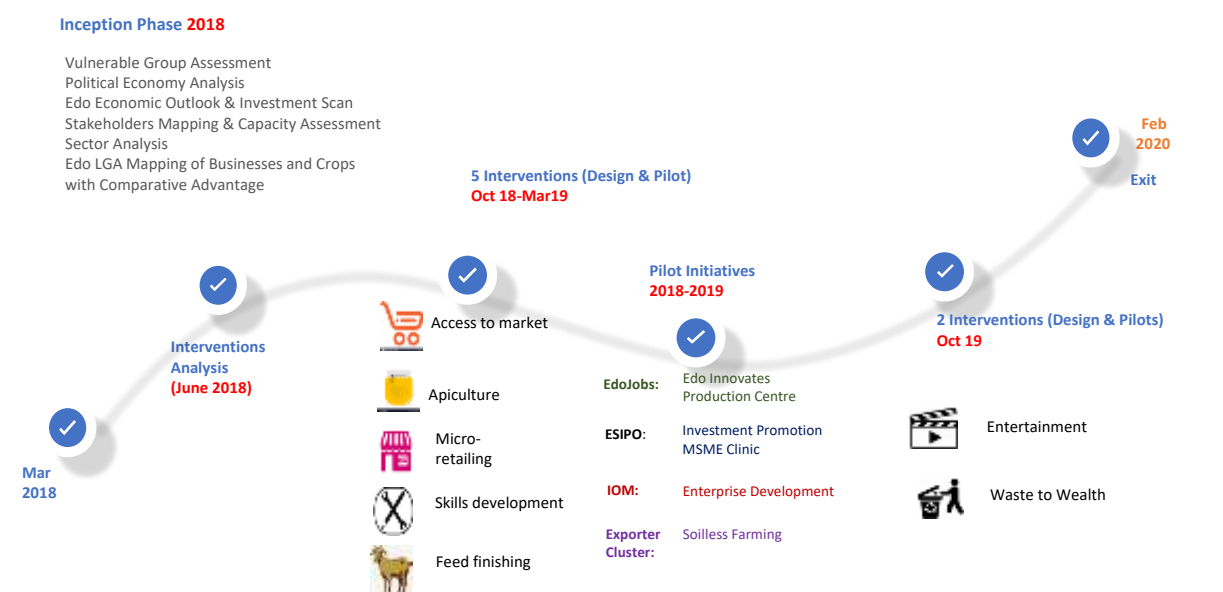 Inception Phase 2018
Vulnerable Group Assessment
Political Economy Analysis
Edo Economic Outlook & Investment Scan
Stakeholders Mapping & Capacity Assessment
Sector Analysis
Edo LGA Mapping of Businesses and Crops
with Comparative Advantage
Mar
2018
Interventions
Analysis
(June 2018)
5 Interventions (Design & Pilot)
Oct 18-Mar19
Access to market
Apiculture
Micro-
retailing
Skills development
Feed finishing
Pilot Initiatives
2018-2019
EdoJobs: Edo Innovates
Production Centre
ESIPO: Investment Promotion
MSME Clinic
IOM: Enterprise Development
Exporter Soilless Farming
Cluster:
2 Interventions (Design & Pilots)
Oct 19
Entertainment
Waste to Wealth
Feb
2020
Exit